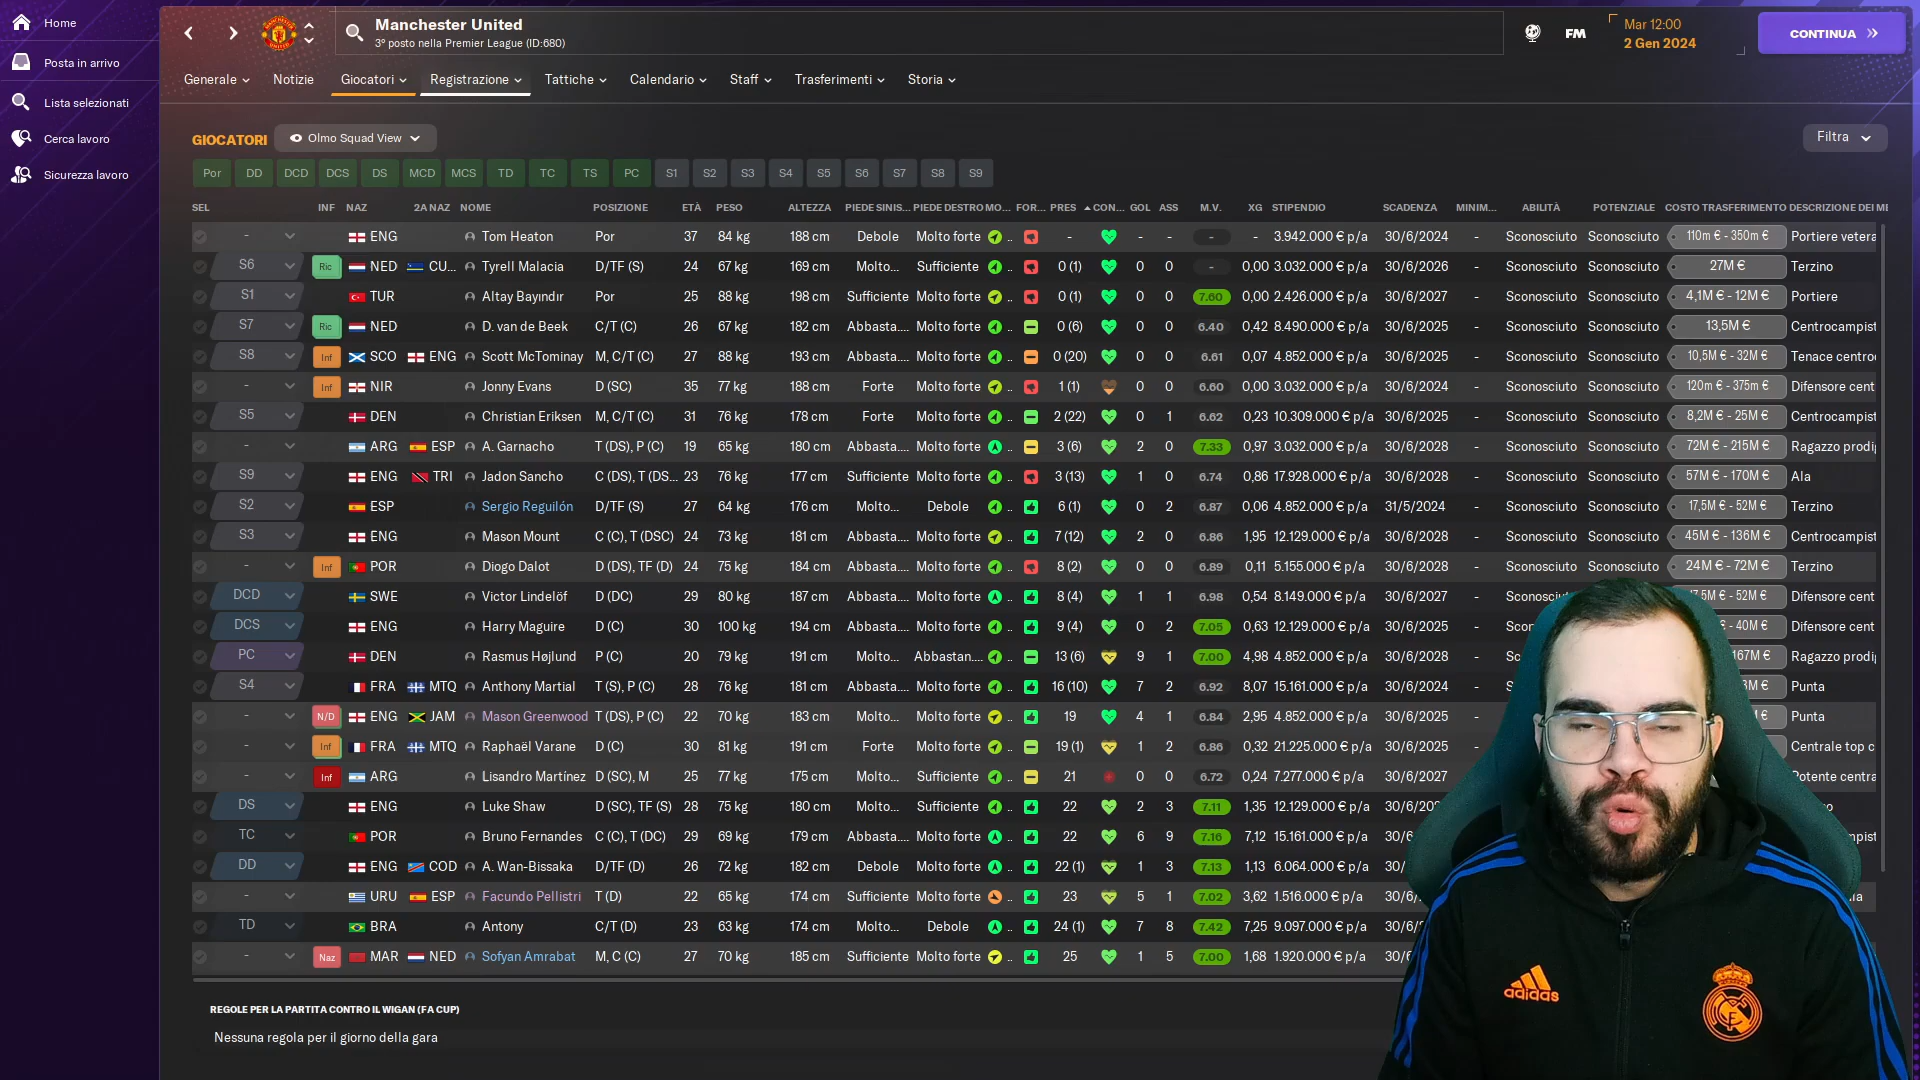 Home
Posta in arrivo
Lista selezionati
Cerca lavoro
Sicurezza lavoro
Manchester United
3° posto nella Premier League (ID:680)
FM
Mar 12:00
2 Gen 2024
CONTINUA
Generale Notizie Giocatori Registrazione Tattiche Calendario Staff Trasferimenti Storia
GIOCATORI Olmo Squad View Filtra
Por DD DCD DCS DS MCD MCS TD TC TS PC S1 S2 S3 S4 S5 S6 S7 S8 S9
SEL INF NAZ 2A NAZ NOME POSIZIONE ETÀ PESO ALTEZZA PIEDE SINIS... PIEDE DESTRO MO... FOR... PRES CON... GOL ASS M.V. XG STIPENDIO SCADENZA MINIM... ABILITÀ POTENZIALE COSTO TRASFERIMENTO DESCRIZIONE DEI ME
- ENG Tom Heaton Por 37 84 kg 188 cm Debole Molto forte .. - - - - - 3.942.000 € p/a 30/6/2024 - Sconosciuto Sconosciuto 110m € - 350m € Portiere vetera
S6 Ric NED CU... Tyrell Malacia D/TF (S) 24 67 kg 169 cm Molto... Sufficiente .. 0 (1) 0 0 - 0,00 3.032.000 € p/a 30/6/2026 - Sconosciuto Sconosciuto 27M € Terzino
S1 TUR Altay Bayındır Por 25 88 kg 198 cm Sufficiente Molto forte .. 0 (1) 0 0 7.60 0,00 2.426.000 € p/a 30/6/2027 - Sconosciuto Sconosciuto 4,1M € - 12M € Portiere
S7 Ric NED D. van de Beek C/T (C) 26 67 kg 182 cm Abbasta.... Molto forte .. 0 (6) 0 0 6.40 0,42 8.490.000 € p/a 30/6/2025 - Sconosciuto Sconosciuto 13,5M € Centrocampist
S8 Inf SCO ENG Scott McTominay M, C/T (C) 27 88 kg 193 cm Abbasta.... Molto forte .. 0 (20) 0 0 6.61 0,07 4.852.000 € p/a 30/6/2025 - Sconosciuto Sconosciuto 10,5M € - 32M € Tenace centro
- Inf NIR Jonny Evans D (SC) 35 77 kg 188 cm Forte Molto forte .. 1 (1) 0 0 6.60 0,00 3.032.000 € p/a 30/6/2024 - Sconosciuto Sconosciuto 120m € - 375m € Difensore cent
S5 DEN Christian Eriksen M, C/T (C) 31 76 kg 178 cm Forte Molto forte .. 2 (22) 0 1 6.62 0,23 10.309.000 € p/a 30/6/2025 - Sconosciuto Sconosciuto 8,2M € - 25M € Centrocampist
- ARG ESP A. Garnacho T (DS), P (C) 19 65 kg 180 cm Abbasta.... Molto forte .. 3 (6) 2 0 7.33 0,97 3.032.000 € p/a 30/6/2028 - Sconosciuto Sconosciuto 72M € - 215M € Ragazzo prodi
S9 ENG TRI Jadon Sancho C (DS), T (DS... 23 76 kg 177 cm Sufficiente Molto forte .. 3 (13) 1 0 6.74 0,86 17.928.000 € p/a 30/6/2028 - Sconosciuto Sconosciuto 57M € - 170M € Ala
S2 ESP Sergio Reguilón D/TF (S) 27 64 kg 176 cm Molto... Debole .. 6 (1) 0 2 6.87 0,06 4.852.000 € p/a 31/5/2024 - Sconosciuto Sconosciuto 17,5M € - 52M € Terzino
S3 ENG Mason Mount C (C), T (DSC) 24 73 kg 181 cm Abbasta.... Molto forte .. 7 (12) 2 0 6.86 1,95 12.129.000 € p/a 30/6/2028 - Sconosciuto Sconosciuto 45M € - 136M € Centrocampist
- Inf POR Diogo Dalot D (DS), TF (D) 24 75 kg 184 cm Abbasta.... Molto forte .. 8 (2) 0 0 6.89 0,11 5.155.000 € p/a 30/6/2028 - Sconosciuto Sconosciuto 24M € - 72M € Terzino
DCD SWE Victor Lindelöf D (DC) 29 80 kg 187 cm Abbasta.... Molto forte .. 8 (4) 1 1 6.98 0,54 8.149.000 € p/a 30/6/2027 - € - 52M € Difensore cent
DCS ENG Harry Maguire D (C) 30 100 kg 194 cm Abbasta.... Molto forte .. 9 (4) 0 2 7.05 0,63 12.129.000 € p/a 30/6/2025 - € - 40M € Difensore cent
PC DEN Rasmus Højlund P (C) 20 79 kg 191 cm Molto... Abbastan.... .. 13 (6) 9 1 7.00 4,98 4.852.000 € p/a 30/6/2028 - 167M € Ragazzo prodi
S4 FRA MTQ Anthony Martial T (S), P (C) 28 76 kg 181 cm Abbasta.... Molto forte .. 16 (10) 7 2 6.92 8,07 15.161.000 € p/a 30/6/2024 - M € Punta
- N/D ENG JAM Mason Greenwood T (DS), P (C) 22 70 kg 183 cm Molto... Molto forte .. 19 4 1 6.84 2,95 4.852.000 € p/a 30/6/2025 - € Punta
- Inf FRA MTQ Raphaël Varane D (C) 30 81 kg 191 cm Forte Molto forte .. 19 (1) 1 2 6.86 0,32 21.225.000 € p/a 30/6/2025 - Centrale top c
- Inf ARG Lisandro Martínez D (SC), M 25 77 kg 175 cm Molto... Sufficiente .. 21 0 0 6.72 0,24 7.277.000 € p/a 30/6/2027 Potente centra
DS ENG Luke Shaw D (SC), TF (S) 28 75 kg 180 cm Molto... Sufficiente .. 22 2 3 7.11 1,35 12.129.000 € p/a
TC POR Bruno Fernandes C (C), T (DC) 29 69 kg 179 cm Abbasta.... Molto forte .. 22 6 9 7.16 7,12 15.161.000 € p/a
DD ENG COD A. Wan-Bissaka D/TF (D) 26 72 kg 182 cm Debole Molto forte .. 22 (1) 1 3 7.13 1,13 6.064.000 € p/a
- URU ESP Facundo Pellistri T (D) 22 65 kg 174 cm Sufficiente Molto forte .. 23 5 1 7.02 3,62 1.516.000 € p/a
TD BRA Antony C/T (D) 23 63 kg 174 cm Molto... Debole .. 24 (1) 7 8 7.42 7,25 9.097.000 € p/a
- Naz MAR NED Sofyan Amrabat M, C (C) 27 70 kg 185 cm Sufficiente Molto forte .. 25 1 5 7.00 1,68 1.920.000 € p/a
REGOLE PER LA PARTITA CONTRO IL WIGAN (FA CUP)
Nessuna regola per il giorno della gara
adidas